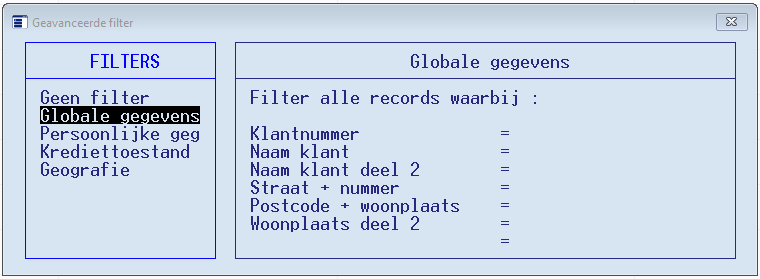 Geavanceerde filter
FILTERS
Geen filter
Globale gegevens
Persoonlijke geg
Krediettoestand
Geografie
Globale gegevens
Filter alle records waarbij :
Klantnummer =
Naam klant =
Naam klant deel 2 =
Straat + nummer =
Postcode + woonplaats =
Woonplaats deel 2 =
=